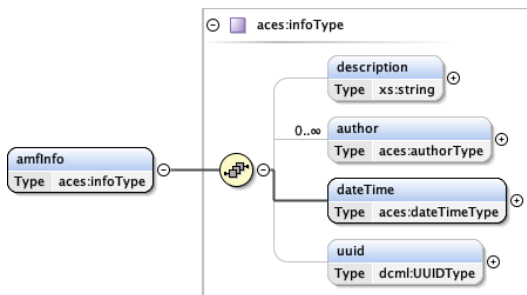 aces:infoType
description
Type xs:string
0..∞
author
Type aces:authorType
amfInfo
Type aces:infoType
dateTime
Type aces:dateTimeType
uuid
Type dcml:UUIDType